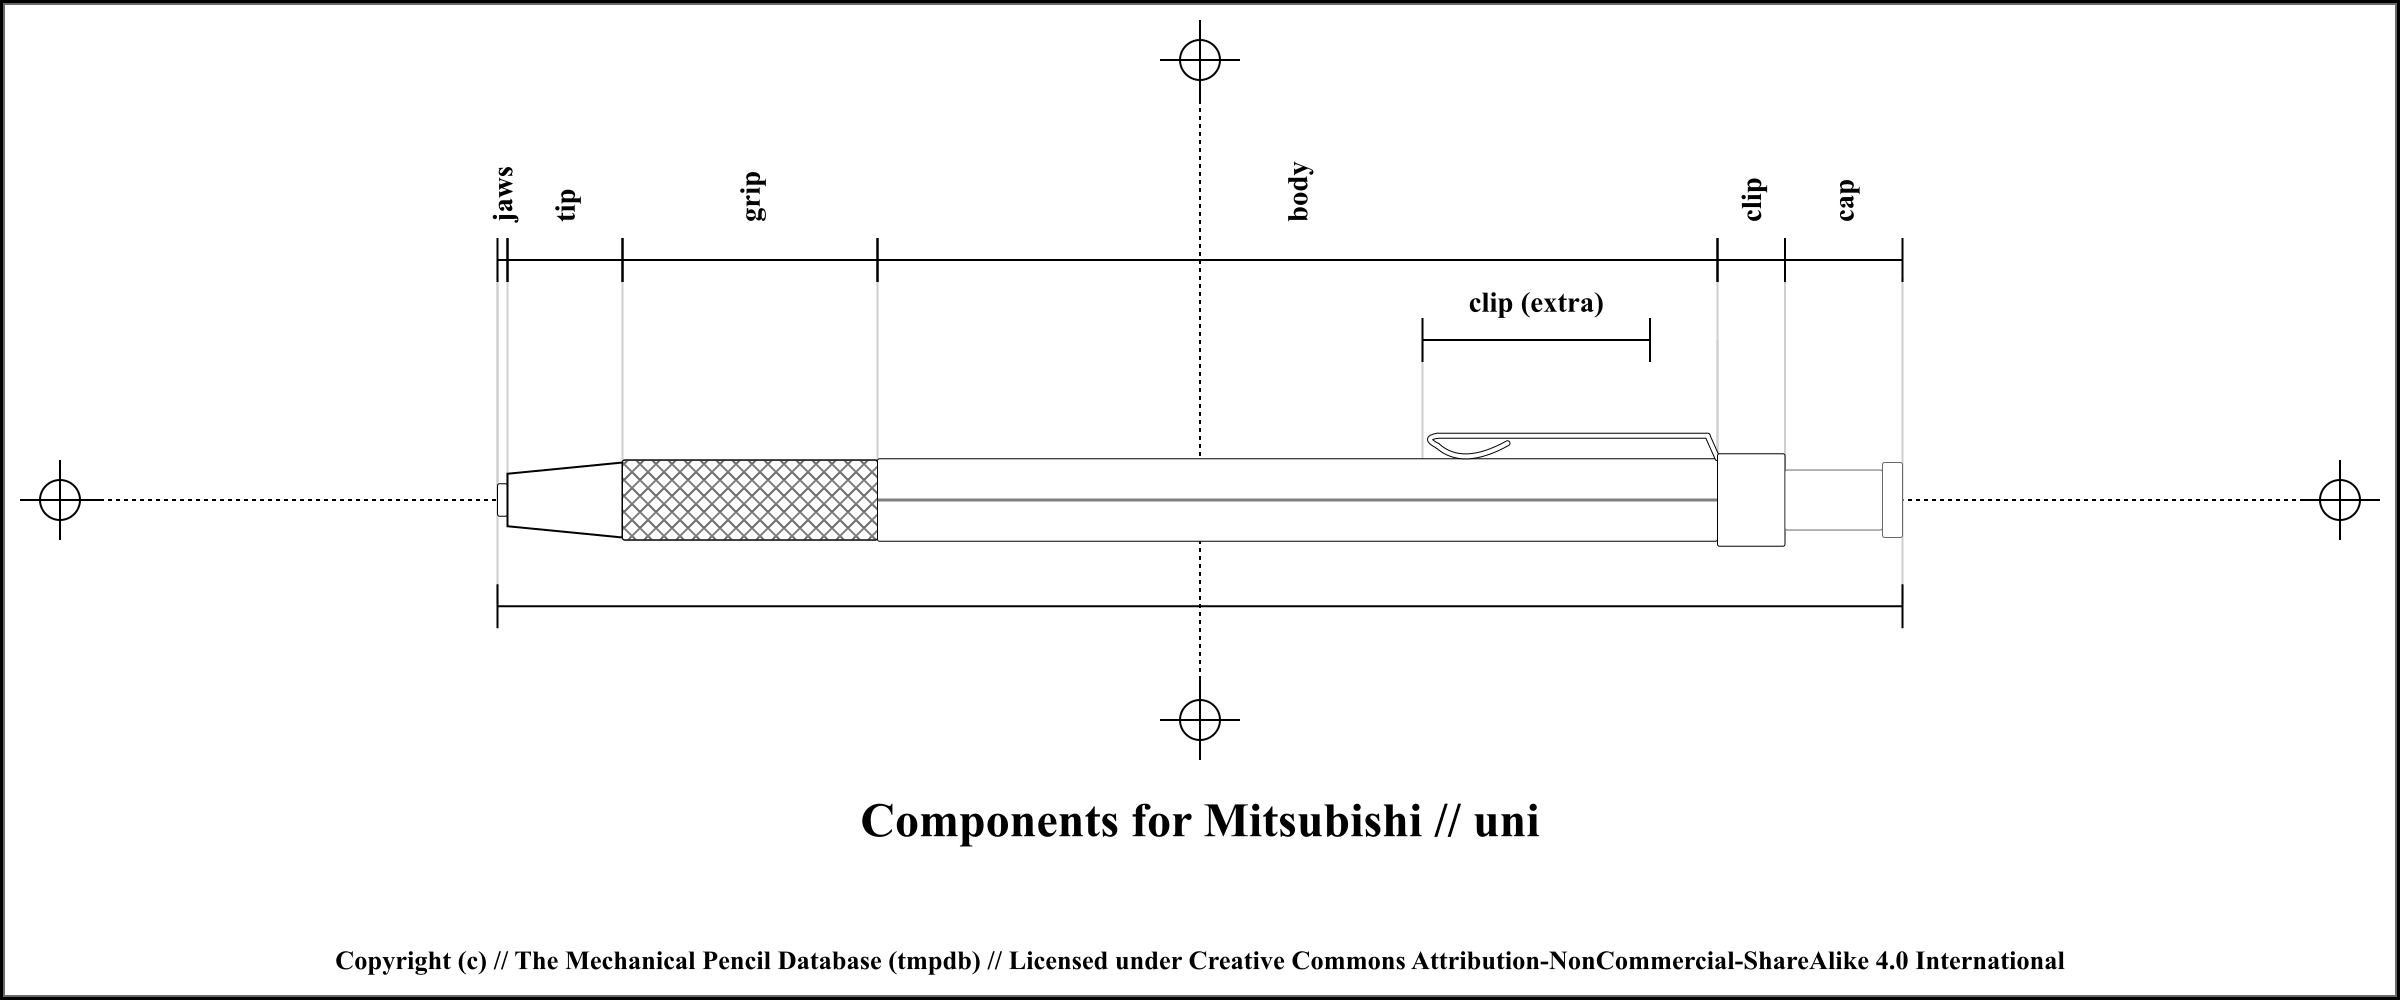 jaws
tip
grip
body
clip
cap
clip (extra)
Components for Mitsubishi // uni
Copyright (c) // The Mechanical Pencil Database (tmpdb) // Licensed under Creative Commons Attribution-NonCommercial-ShareAlike 4.0 International